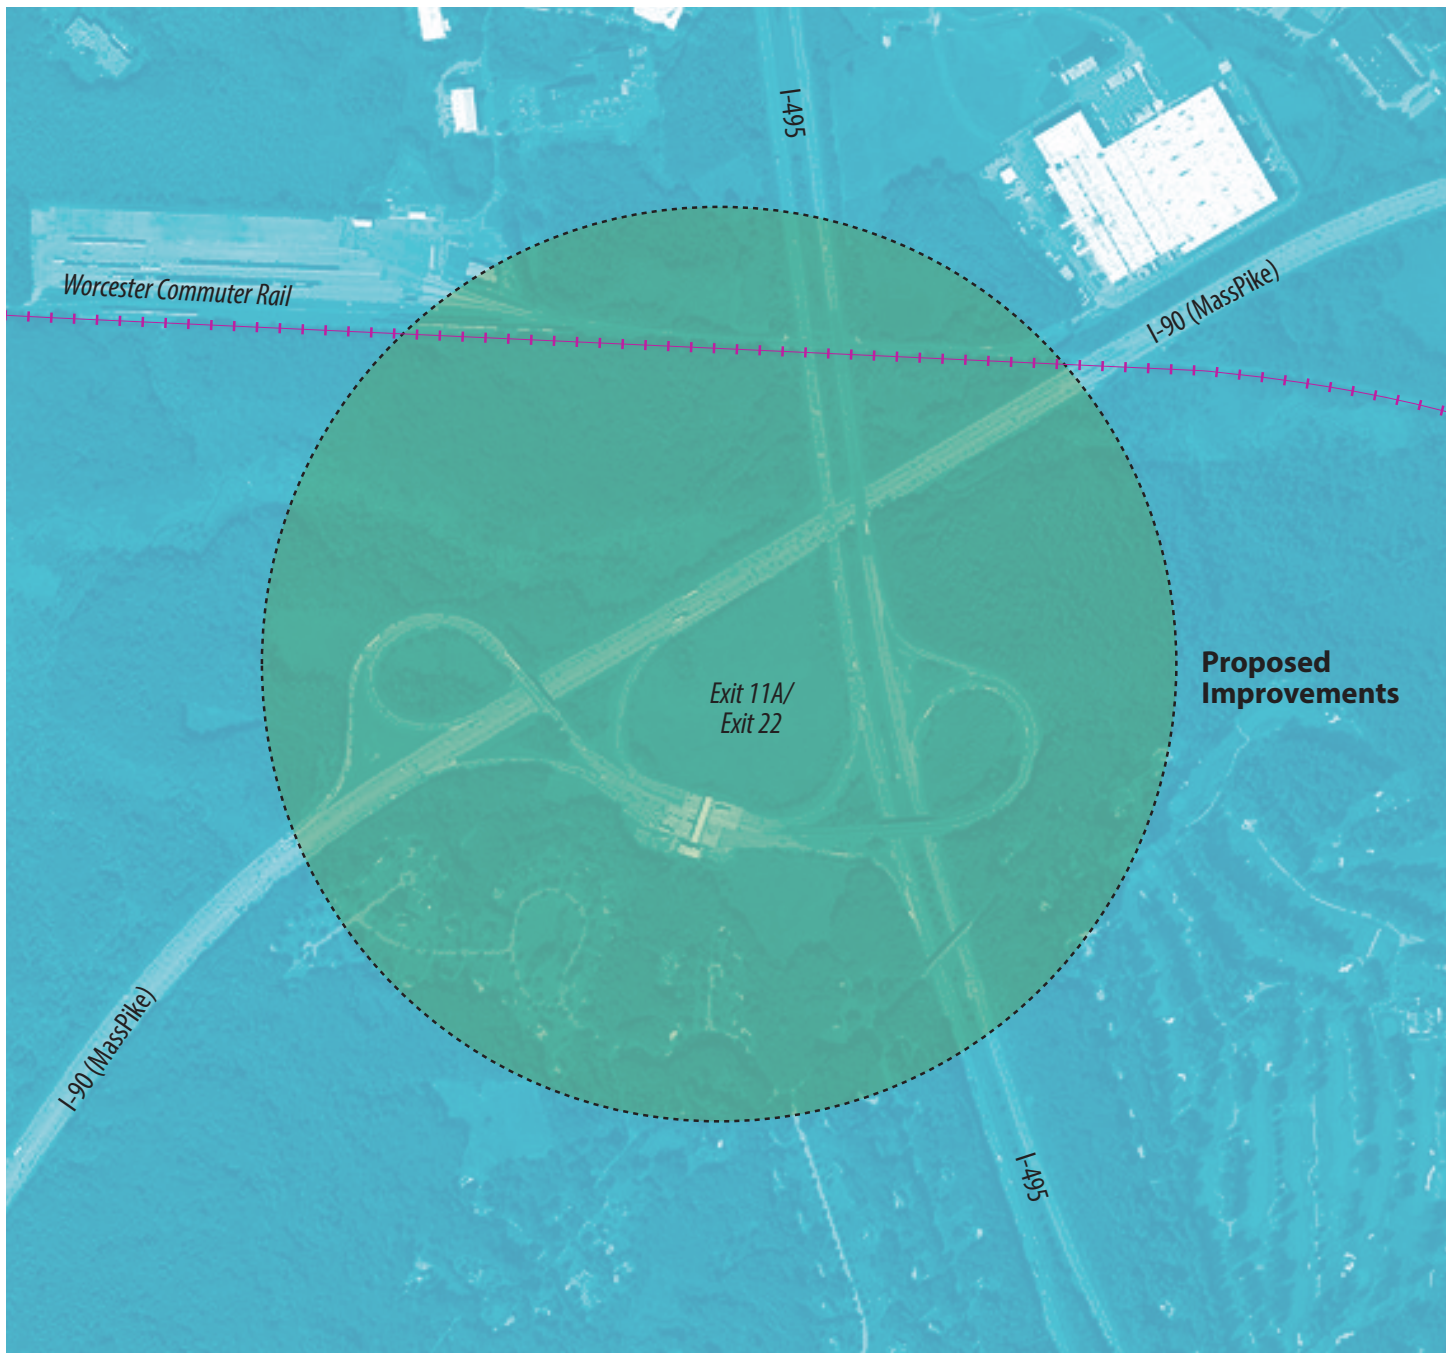 I-495
Worcester Commuter Rail
I-90 (MassPike)
Proposed
Improvements
Exit 11A/
Exit 22
I-90 (MassPike)
I-495